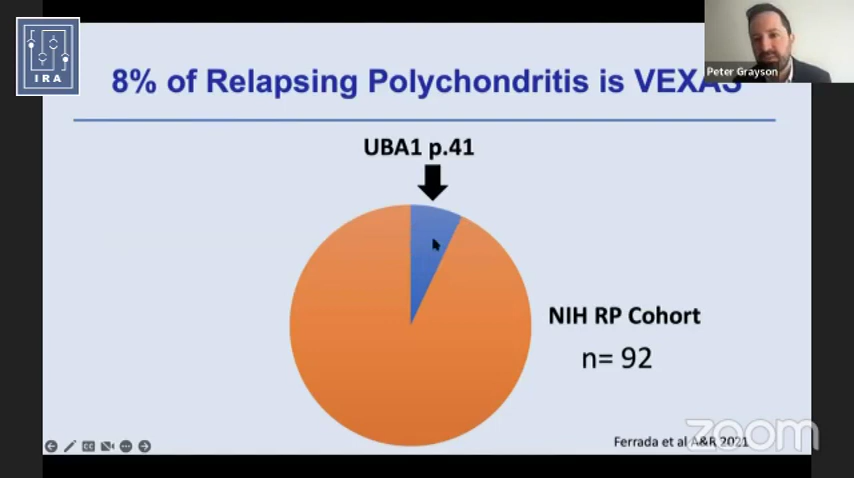 IRA
Peter Grayson
8% of Relapsing Polychondritis is VEXAS
UBA1 p.41
NIH RP Cohort
n= 92
Ferrada et al A&R 2021
zoom